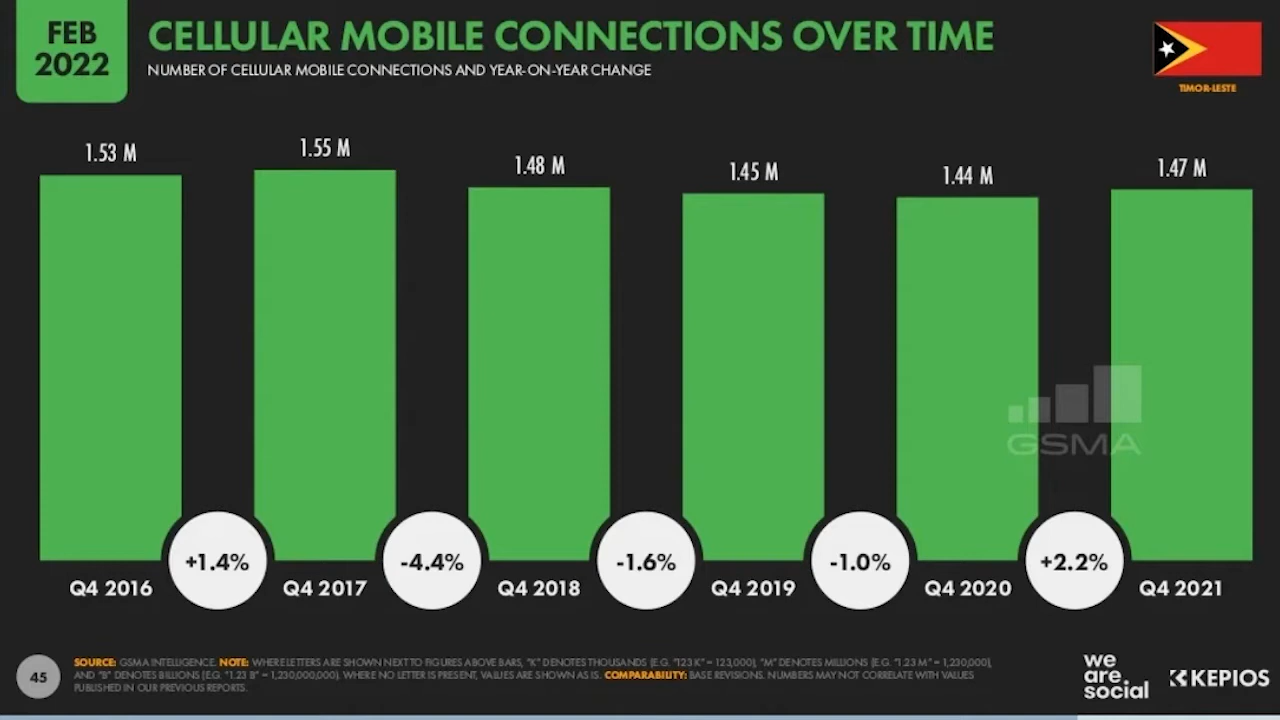 FEB
2022
CELLULAR MOBILE CONNECTIONS OVER TIME
NUMBER OF CELLULAR MOBILE CONNECTIONS AND YEAR-ON-YEAR CHANGE
TIMOR-LESTE
1.53 M
1.55 M
1.48 M
1.45 M
1.44 M
1.47 M
GSMA
+1.4%
-4.4%
-1.6%
-1.0%
+2.2%
Q4 2016
Q4 2017
Q4 2018
Q4 2019
Q4 2020
Q4 2021
45
SOURCE: GSMA INTELLIGENCE. NOTE: WHERE LETTERS ARE SHOWN NEXT TO FIGURES ABOVE BARS, "K" DENOTES THOUSANDS (E.G. "123 K" = 123,000), "M" DENOTES MILLIONS (E.G. "1.23 M" = 1,230,000),
AND "B" DENOTES BILLIONS (E.G. "1.23 B" = 1,230,000,000). WHERE NO LETTER IS PRESENT, VALUES ARE SHOWN AS IS. COMPARABILITY: BASE REVISIONS. NUMBERS MAY NOT CORRELATE WITH VALUES
PUBLISHED IN OUR PREVIOUS REPORTS.
we
are
social
KEPIOS